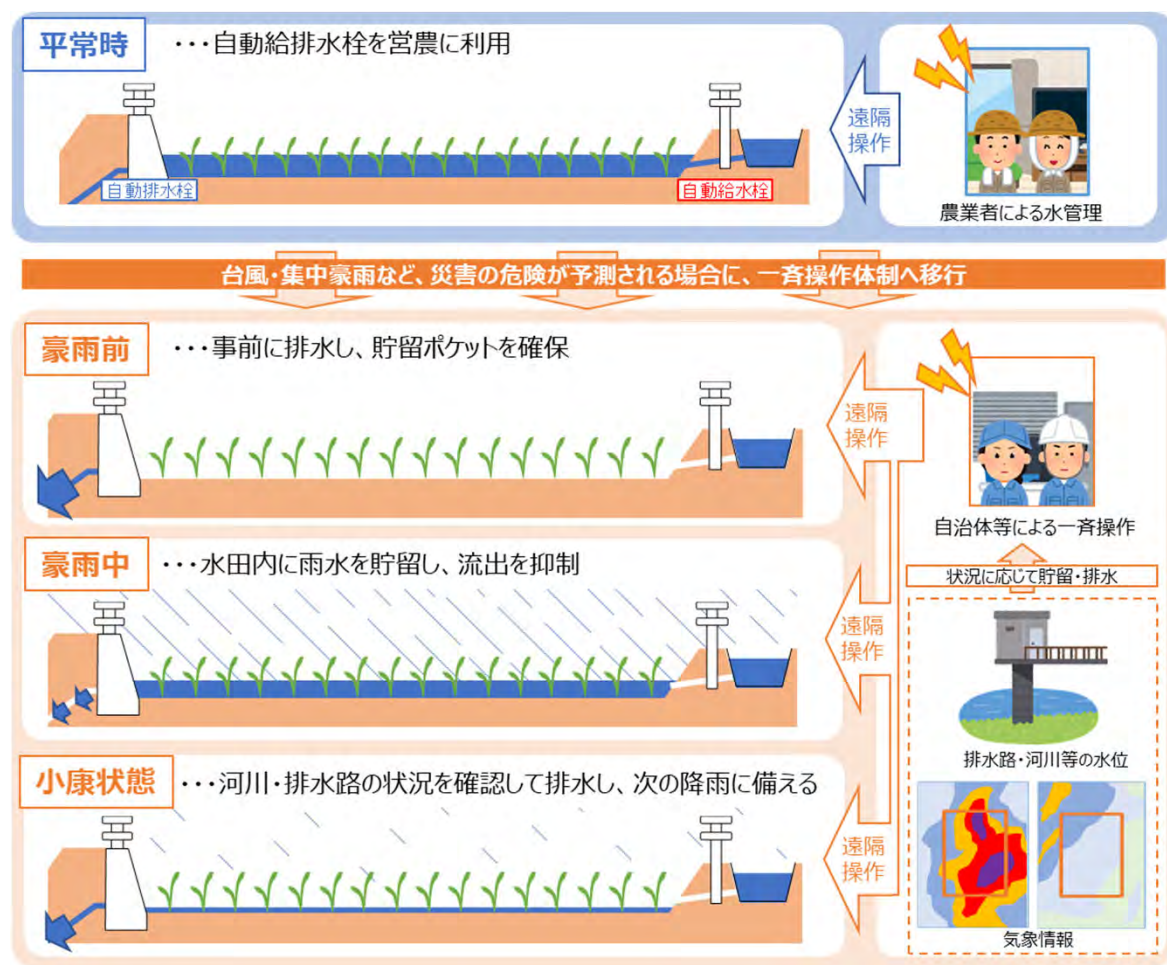 平常時
・・・自動給排水栓を営農に利用
自動排水栓
自動給水栓
遠隔
操作
農業者による水管理
台風・集中豪雨など、災害の危険が予測される場合に、一斉操作体制へ移行
豪雨前
・・・事前に排水し、貯留ポケットを確保
遠隔
操作
自治体等による一斉操作
豪雨中
・・・水田内に雨水を貯留し、流出を抑制
遠隔
操作
状況に応じて貯留・排水
排水路・河川等の水位
小康状態
・・・河川・排水路の状況を確認して排水し、次の降雨に備える
遠隔
操作
気象情報